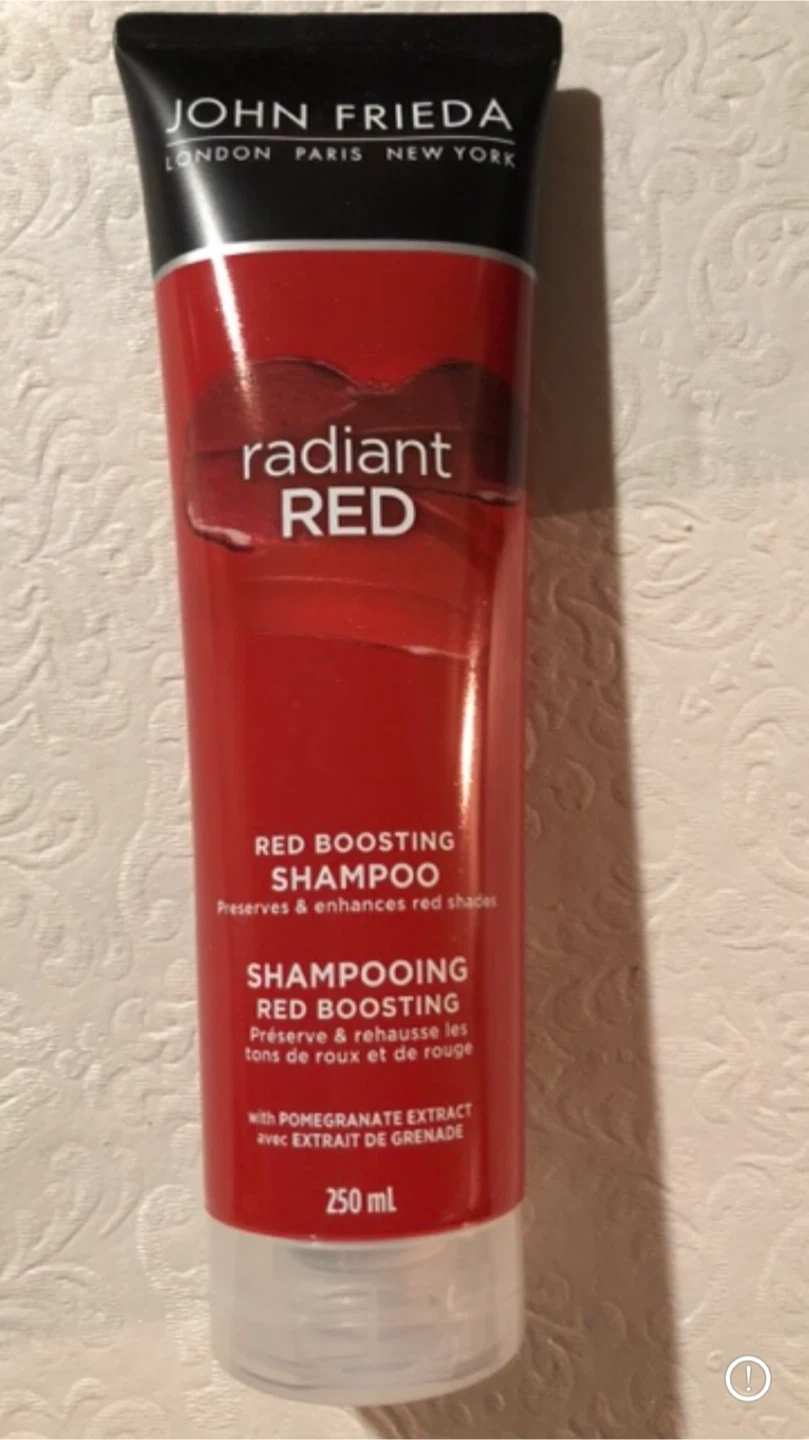 JOHN FRIEDA
LONDON PARIS NEW YORK
radiant
RED
RED BOOSTING
SHAMPOO
Preserves & enhances red shades
SHAMPOOING
RED BOOSTING
Préserve & rehausse les
tons de roux et de rouge
with POMEGRANATE EXTRACT
avec EXTRAIT DE GRENADE
250 mL